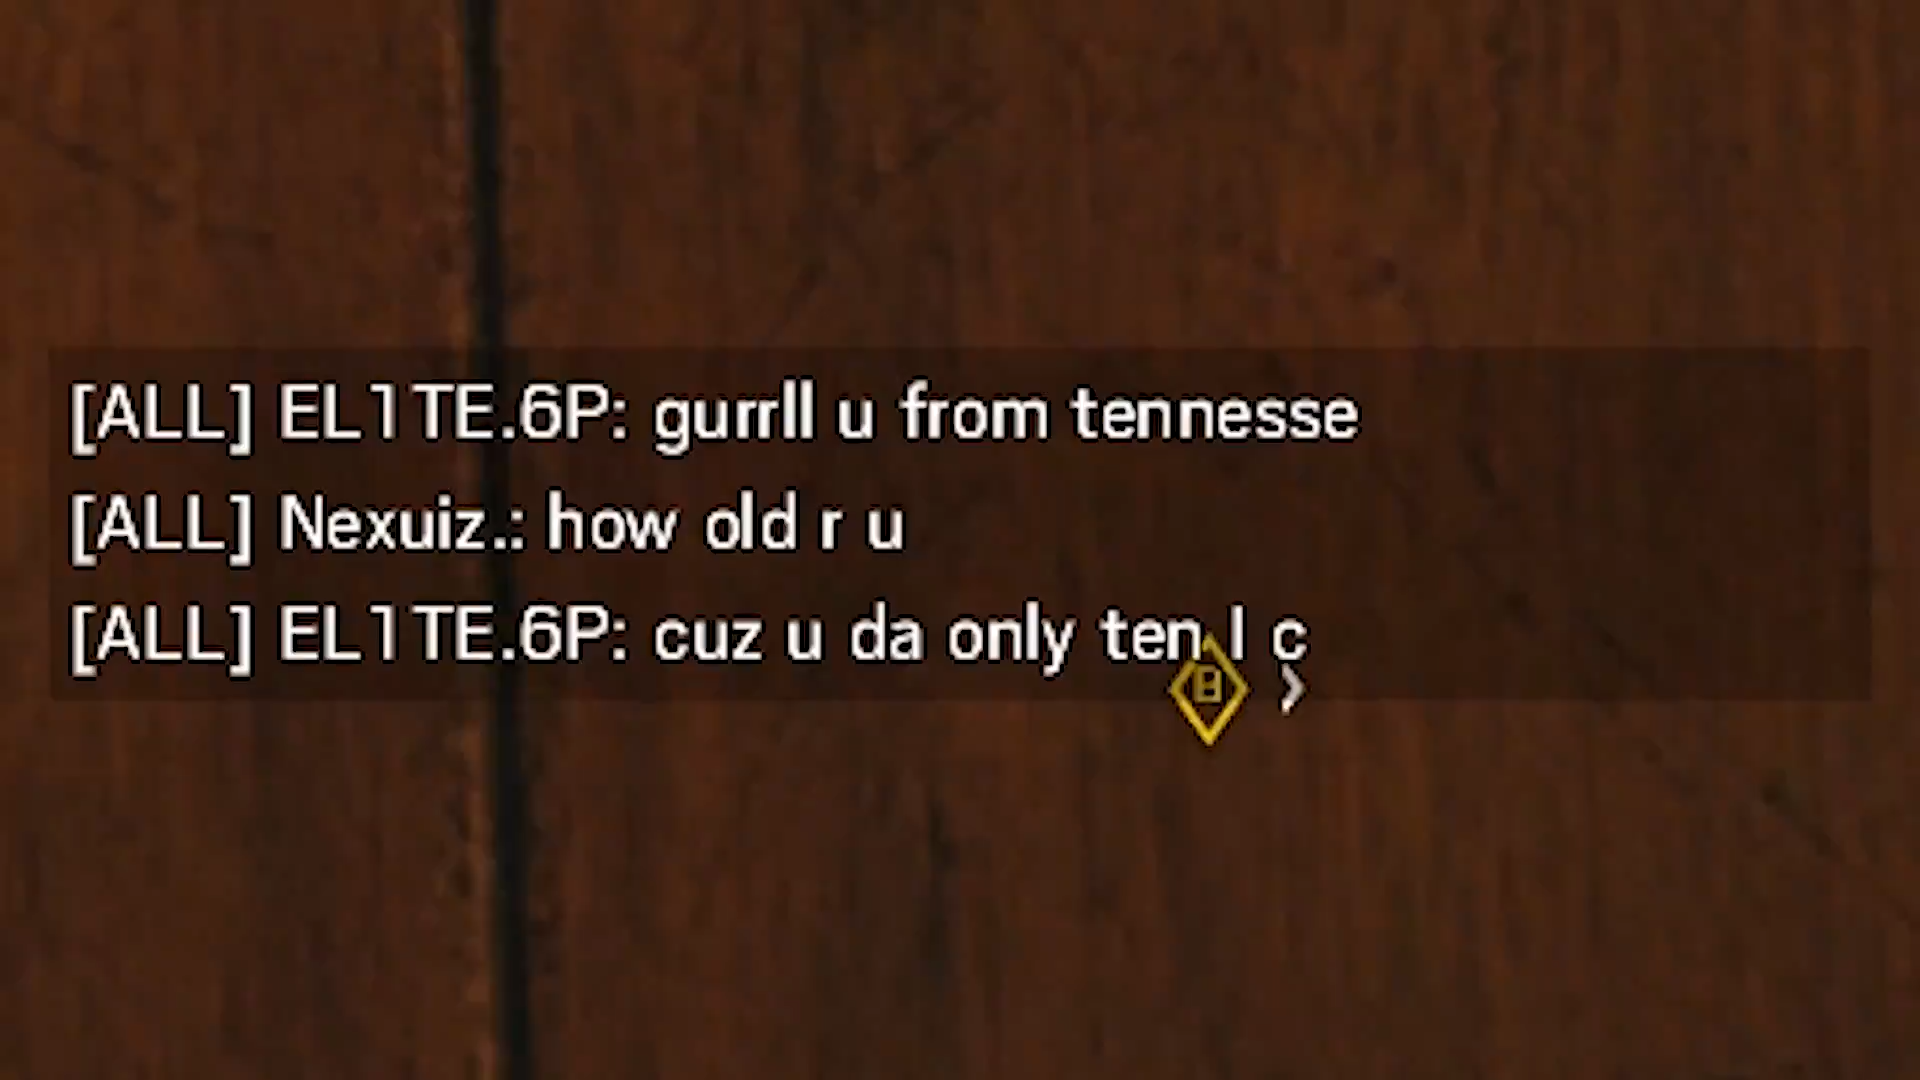 [ALL] EL1TE.6P: gurrll u from tennesse
[ALL] Nexuiz.: how old r u
[ALL] EL1TE.6P: cuz u da only ten I c